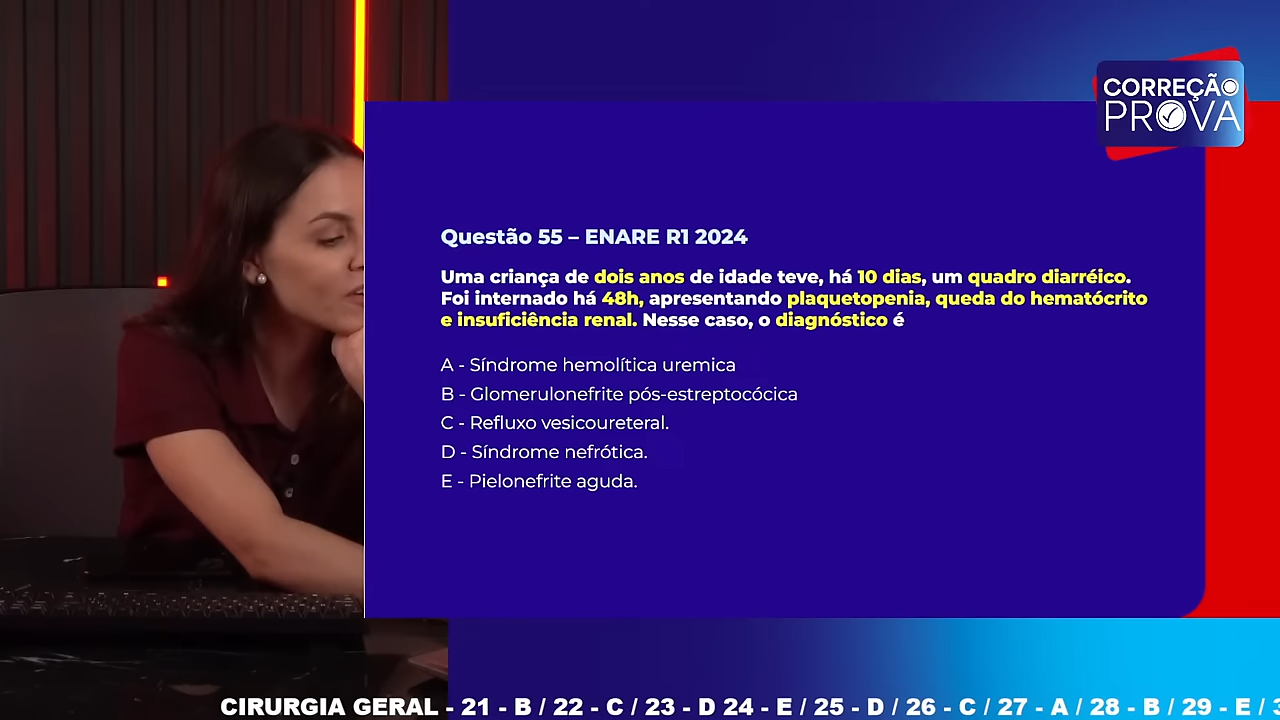 CORREÇÃO
PROVA
Questão 55 – ENARE R1 2024
Uma criança de dois anos de idade teve, há 10 dias, um quadro diarréico.
Foi internado há 48h, apresentando plaquetopenia, queda do hematócrito
e insuficiência renal. Nesse caso, o diagnóstico é
A - Síndrome hemolítica uremica
B - Glomerulonefrite pós-estreptocócica
C - Refluxo vesicoureteral.
D - Síndrome nefrótica.
E - Pielonefrite aguda.
CIRURGIA GERAL - 21 - B / 22 - C / 23 - D 24 - E / 25 - D / 26 - C / 27 - A / 28 - B / 29 - E /